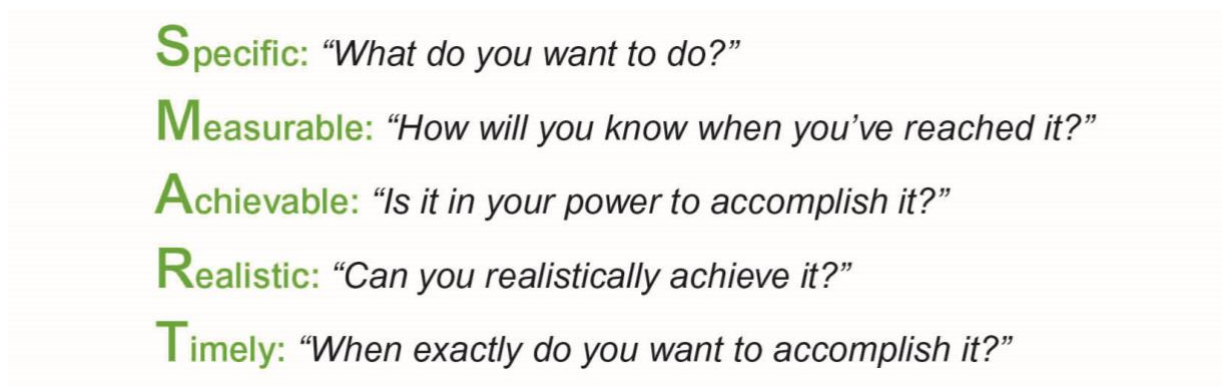 Specific: “What do you want to do?”
Measurable: “How will you know when you’ve reached it?”
Achievable: “Is it in your power to accomplish it?”
Realistic: “Can you realistically achieve it?”
Timely: “When exactly do you want to accomplish it?”